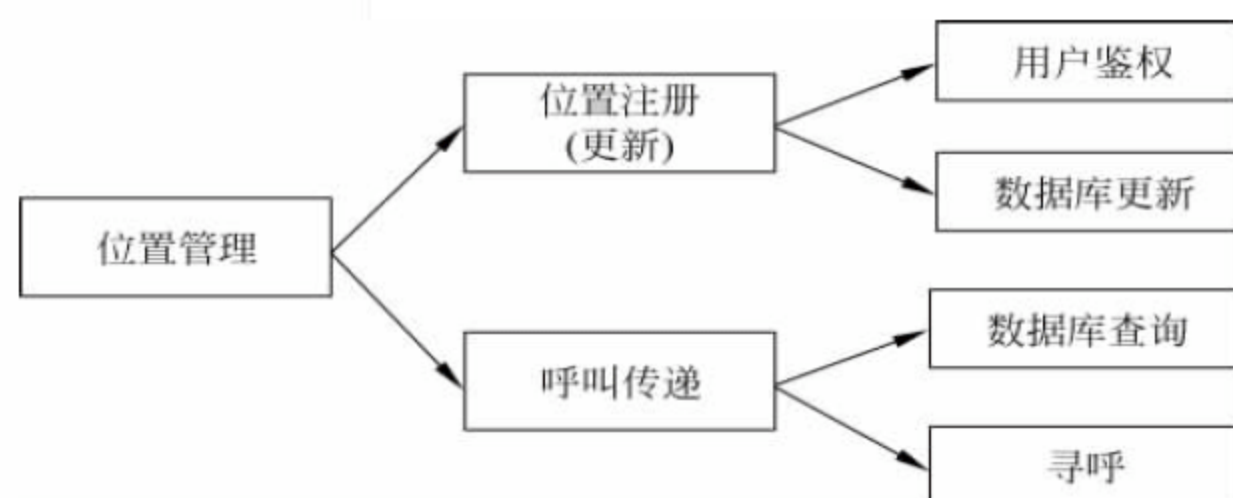 用户鉴权
位置注册
(更新)
数据库更新
位置管理
数据库查询
呼叫传递
寻呼